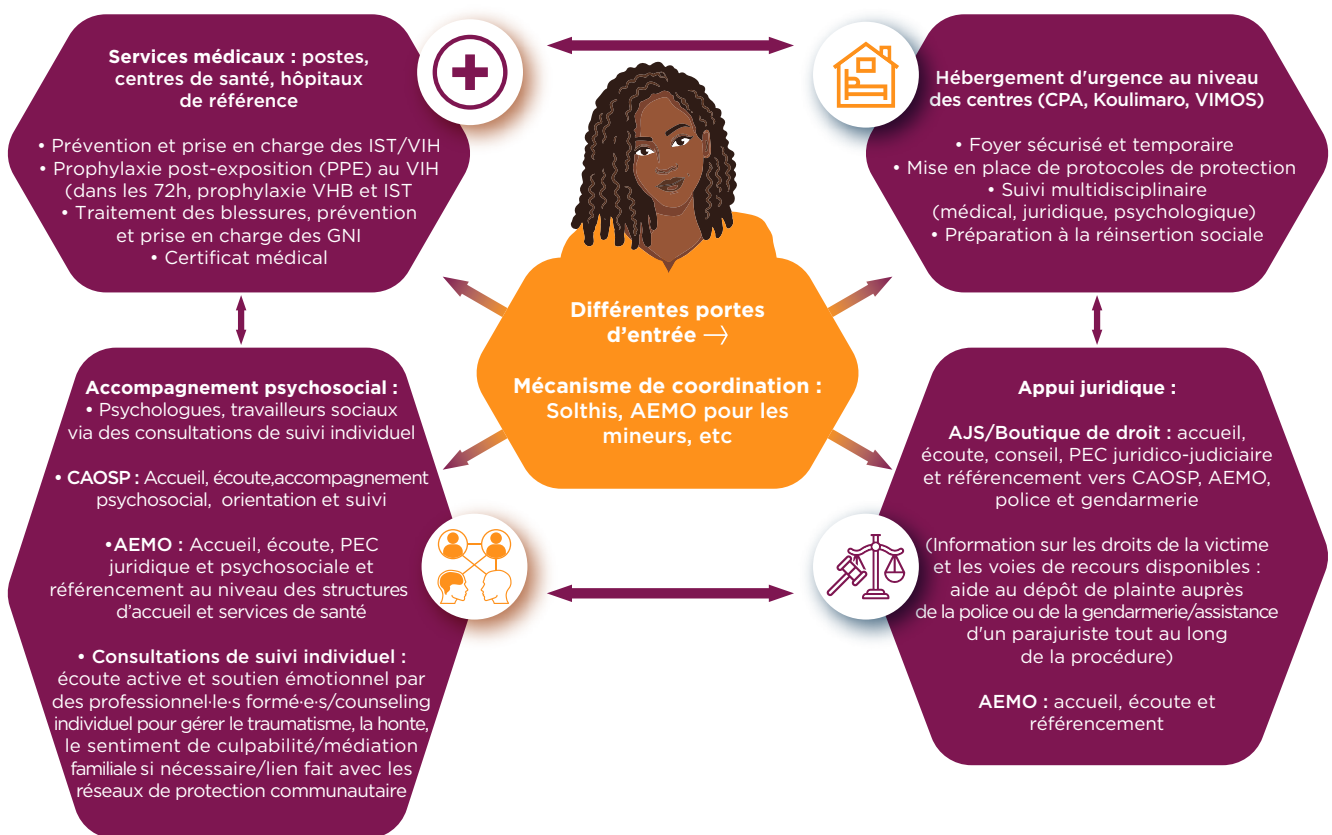 Services médicaux : postes,
centres de santé, hôpitaux
de référence
• Prévention et prise en charge des IST/VIH
• Prophylaxie post-exposition (PPE) au VIH
(dans les 72h, prophylaxie VHB et IST
• Traitement des blessures, prévention
et prise en charge des GNI
• Certificat médical
Hébergement d'urgence au niveau
des centres (CPA, Koulimaro, VIMOS)
• Foyer sécurisé et temporaire
• Mise en place de protocoles de protection
• Suivi multidisciplinaire
(médical, juridique, psychologique)
• Préparation à la réinsertion sociale
Différentes portes
d’entrée →
Mécanisme de coordination :
Solthis, AEMO pour les
mineurs, etc
Accompagnement psychosocial :
• Psychologues, travailleurs sociaux
via des consultations de suivi individuel
• CAOSP : Accueil, écoute,accompagnement
psychosocial, orientation et suivi
•AEMO : Accueil, écoute, PEC
juridique et psychosociale et
référencement au niveau des structures
d’accueil et services de santé
• Consultations de suivi individuel :
écoute active et soutien émotionnel par
des professionnel·le·s formé·e·s/counseling
individuel pour gérer le traumatisme, la honte,
le sentiment de culpabilité/médiation
familiale si nécessaire/lien fait avec les
réseaux de protection communautaire
Appui juridique :
AJS/Boutique de droit : accueil,
écoute, conseil, PEC juridico-judiciaire
et référencement vers CAOSP, AEMO,
police et gendarmerie
(Information sur les droits de la victime
et les voies de recours disponibles :
aide au dépôt de plainte auprès
de la police ou de la gendarmerie/assistance
d'un parajuriste tout au long
de la procédure)
AEMO : accueil, écoute et
référencement